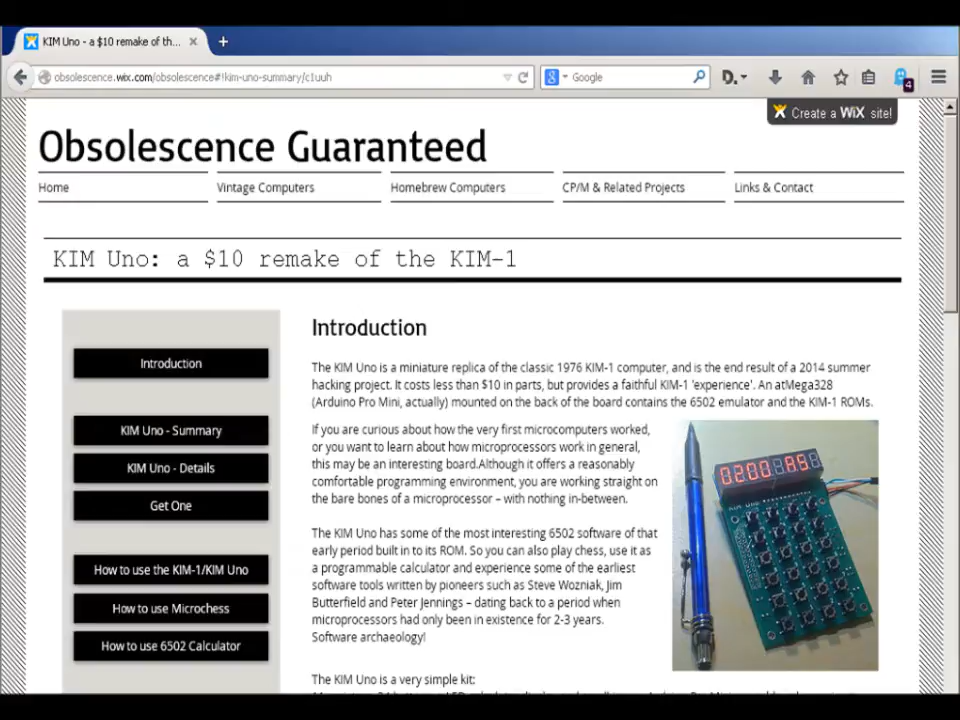 KIM Uno - a $10 remake of th...
obsolescence.wix.com/obsolescence#!kim-uno-summary/c1uuh
Google
D.
4
Create a WiX site!
Obsolescence Guaranteed
Home
Vintage Computers
Homebrew Computers
CP/M & Related Projects
Links & Contact
KIM Uno: a $10 remake of the KIM-1
Introduction
KIM Uno - Summary
KIM Uno - Details
Get One
How to use the KIM-1/KIM Uno
How to use Microchess
How to use 6502 Calculator
Introduction
The KIM Uno is a miniature replica of the classic 1976 KIM-1 computer, and is the end result of a 2014 summer
hacking project. It costs less than $10 in parts, but provides a faithful KIM-1 'experience'. An atMega328
(Arduino Pro Mini, actually) mounted on the back of the board contains the 6502 emulator and the KIM-1 ROMs.
If you are curious about how the very first microcomputers worked,
or you want to learn about how microprocessors work in general,
this may be an interesting board.Although it offers a reasonably
comfortable programming environment, you are working straight on
the bare bones of a microprocessor – with nothing in-between.
The KIM Uno has some of the most interesting 6502 software of that
early period built in to its ROM. So you can also play chess, use it as
a programmable calculator and experience some of the earliest
software tools written by pioneers such as Steve Wozniak, Jim
Butterfield and Peter Jennings – dating back to a period when
microprocessors had only been in existence for 2-3 years.
Software archaeology!
0200 A5
The KIM Uno is a very simple kit: